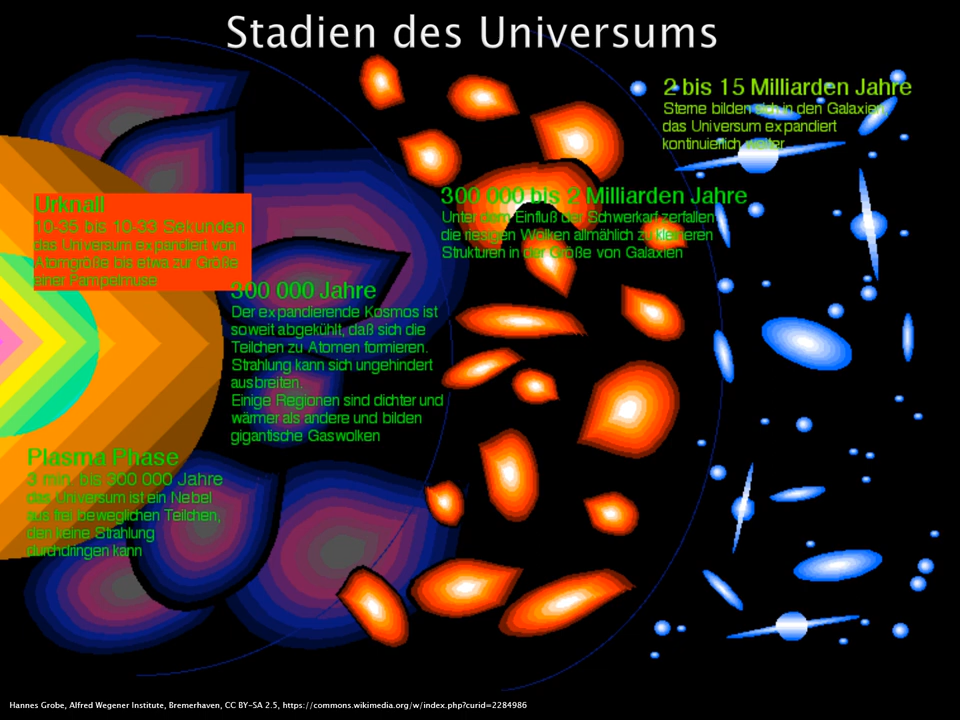 Stadien des Universums
2 bis 15 Milliarden Jahre
Sterne bilden sich in den Galaxien
das Universum expandiert
kontinuierlich weiter
Urknall
10-35 bis 10-33 Sekunden
das Universum expandiert von
Atomgröße bis etwa zur Größe
einer Pampelmuse
300 000 bis 2 Milliarden Jahre
Unter dem Einfluß der Schwerkarf zerfallen
die riesigen Wolken allmählich zu kleineren
Strukturen in der Größe von Galaxien
300 000 Jahre
Der expandierende Kosmos ist
soweit abgekühlt, daß sich die
Teilchen zu Atomen formieren.
Strahlung kann sich ungehindert
ausbreiten.
Einige Regionen sind dichter und
wärmer als andere und bilden
gigantische Gaswolken
Plasma Phase
3 min. bis 300 000 Jahre
das Universum ist ein Nebel
aus frei beweglichen Teilchen,
den keine Strahlung
durchdringen kann
Hannes Grobe, Alfred Wegener Institute, Bremerhaven, CC BY-SA 2.5, https://commons.wikimedia.org/w/index.php?curid=2284986